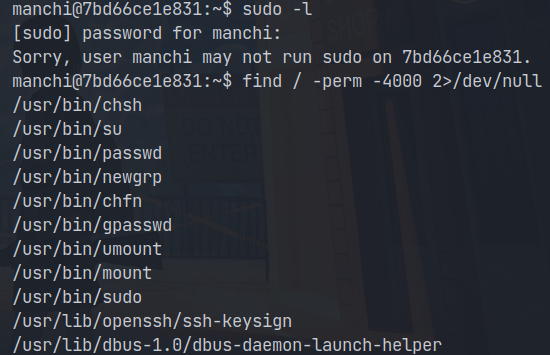 manchi@7bd66ce1e831:~$ sudo -l
[sudo] password for manchi:
Sorry, user manchi may not run sudo on 7bd66ce1e831.
manchi@7bd66ce1e831:~$ find / -perm -4000 2>/dev/null
/usr/bin/chsh
/usr/bin/su
/usr/bin/passwd
/usr/bin/newgrp
/usr/bin/chfn
/usr/bin/gpasswd
/usr/bin/umount
/usr/bin/mount
/usr/bin/sudo
/usr/lib/openssh/ssh-keysign
/usr/lib/dbus-1.0/dbus-daemon-launch-helper